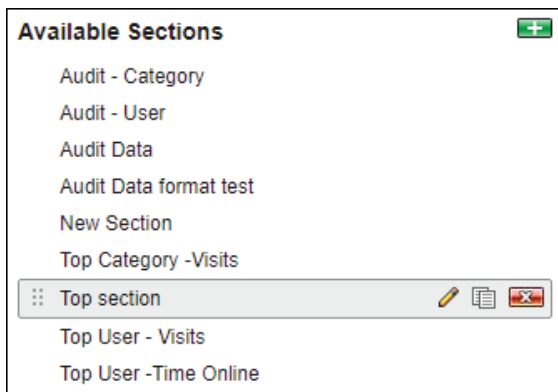 Available Sections
Audit - Category
Audit - User
Audit Data
Audit Data format test
New Section
Top Category -Visits
Top section
Top User - Visits
Top User -Time Online